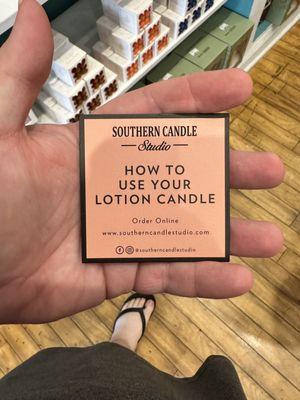 SOUTHERN CANDLE
Studio
HOW TO
USE YOUR
LOTION CANDLE
Order Online
www.southerncandlestudio.com
@southerncandlestudio